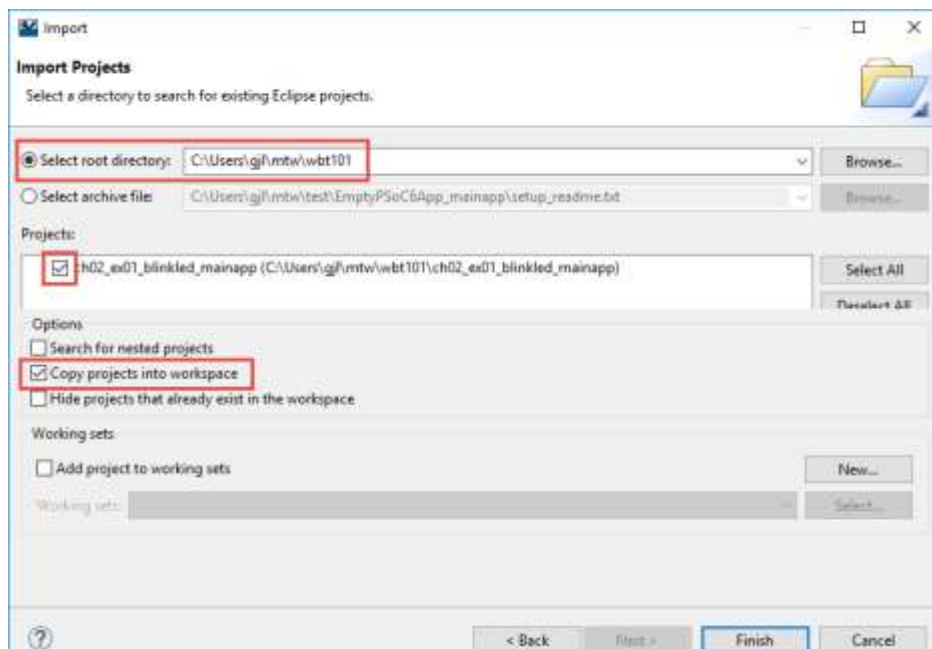 Import
Import Projects
Select a directory to search for existing Eclipse projects.
Select root directory: C:\Users\gjl\mtw\wbt101 Browse...
Select archive file: C:\Users\gjl\mtw\test\EmptyPSoC6App_mainapp\setup_readme.txt Browse...
Projects:
ch02_ex01_blinkled_mainapp (C:\Users\gjl\mtw\wbt101\ch02_ex01_blinkled_mainapp) Select All
Deselect All
Options
Search for nested projects
Copy projects into workspace
Hide projects that already exist in the workspace
Working sets
Add project to working sets New...
Working sets: Select...
< Back Next > Finish Cancel